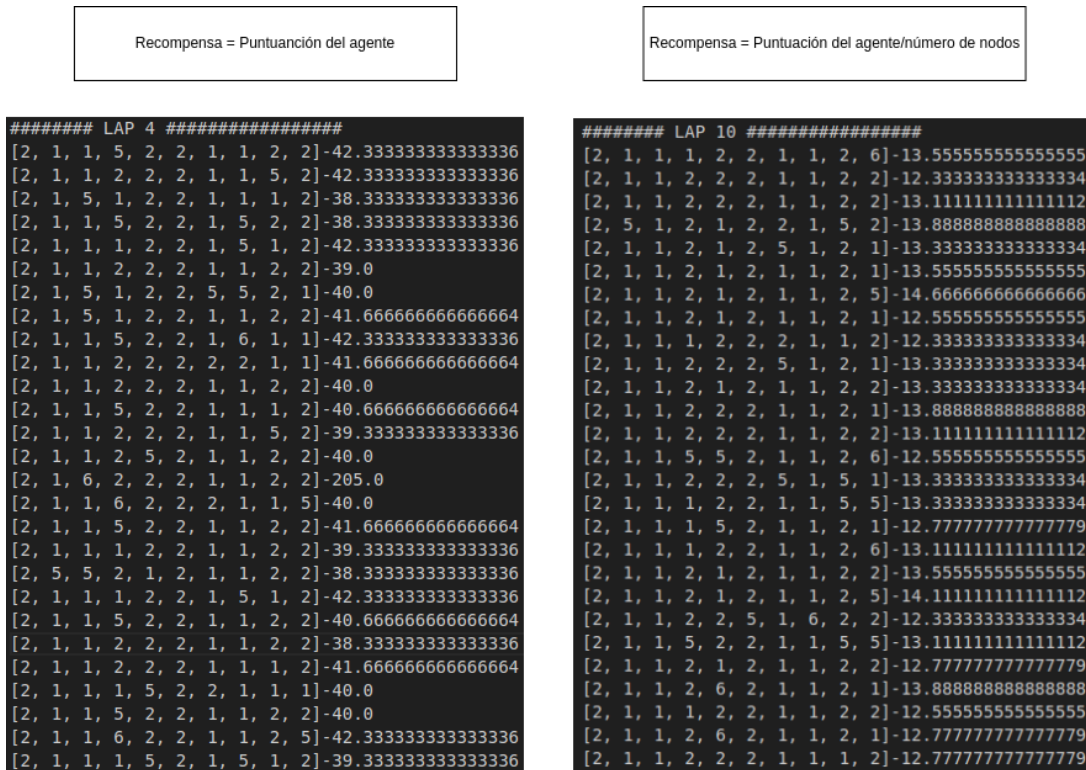 Recompensa = Puntuanción del agente
######## LAP 4 #################
[2, 1, 1, 5, 2, 2, 1, 1, 2, 2]-42.333333333333336
[2, 1, 1, 2, 2, 2, 1, 1, 5, 2]-42.333333333333336
[2, 1, 5, 1, 2, 2, 1, 1, 1, 2]-38.333333333333336
[2, 1, 1, 5, 2, 2, 1, 5, 2, 2]-38.333333333333336
[2, 1, 1, 1, 2, 2, 1, 5, 1, 2]-42.333333333333336
[2, 1, 1, 2, 2, 2, 1, 1, 2, 2]-39.0
[2, 1, 5, 1, 2, 2, 5, 5, 2, 1]-40.0
[2, 1, 5, 1, 2, 2, 1, 1, 2, 2]-41.666666666666664
[2, 1, 1, 5, 2, 2, 1, 6, 1, 1]-42.333333333333336
[2, 1, 1, 2, 2, 2, 2, 2, 1, 1]-41.666666666666664
[2, 1, 1, 2, 2, 2, 1, 1, 2, 2]-40.0
[2, 1, 1, 5, 2, 2, 1, 1, 1, 2]-40.666666666666664
[2, 1, 1, 2, 2, 2, 1, 1, 5, 2]-39.333333333333336
[2, 1, 1, 2, 5, 2, 1, 1, 2, 2]-40.0
[2, 1, 6, 2, 2, 2, 1, 1, 2, 2]-205.0
[2, 1, 1, 6, 2, 2, 2, 1, 1, 5]-40.0
[2, 1, 1, 5, 2, 2, 1, 1, 2, 2]-41.666666666666664
[2, 1, 1, 1, 2, 2, 1, 1, 2, 2]-39.333333333333336
[2, 5, 5, 2, 1, 2, 1, 1, 2, 2]-38.333333333333336
[2, 1, 1, 1, 2, 2, 1, 5, 1, 2]-42.333333333333336
[2, 1, 1, 5, 2, 2, 1, 1, 2, 2]-40.666666666666664
[2, 1, 1, 2, 2, 2, 1, 1, 2, 2]-38.333333333333336
[2, 1, 1, 2, 2, 2, 1, 1, 1, 2]-41.666666666666664
[2, 1, 1, 1, 5, 2, 2, 1, 1, 1]-40.0
[2, 1, 1, 5, 2, 2, 1, 1, 2, 2]-40.0
[2, 1, 1, 6, 2, 2, 1, 1, 2, 5]-42.333333333333336
[2, 1, 1, 1, 5, 2, 1, 5, 1, 2]-39.333333333333336
Recompensa = Puntuación del agente/número de nodos
######## LAP 10 #################
[2, 1, 1, 1, 2, 2, 1, 1, 2, 6]-13.555555555555555
[2, 1, 1, 2, 2, 2, 1, 1, 2, 2]-12.333333333333334
[2, 1, 1, 2, 2, 2, 1, 1, 2, 2]-13.111111111111112
[2, 5, 1, 2, 1, 2, 2, 1, 5, 2]-13.888888888888888
[2, 1, 1, 2, 1, 2, 5, 1, 2, 1]-13.333333333333334
[2, 1, 1, 2, 1, 2, 1, 1, 2, 1]-13.555555555555555
[2, 1, 1, 2, 1, 2, 1, 1, 2, 5]-14.666666666666666
[2, 1, 1, 2, 1, 2, 1, 1, 2, 1]-12.555555555555555
[2, 1, 1, 1, 2, 2, 2, 1, 1, 2]-12.333333333333334
[2, 1, 1, 2, 2, 2, 5, 1, 2, 1]-13.333333333333334
[2, 1, 1, 2, 1, 2, 1, 1, 2, 2]-13.333333333333334
[2, 1, 1, 2, 2, 2, 1, 1, 2, 1]-13.888888888888888
[2, 1, 1, 2, 2, 2, 1, 1, 2, 2]-13.111111111111112
[2, 1, 1, 5, 5, 2, 1, 1, 2, 6]-12.555555555555555
[2, 1, 1, 2, 2, 2, 5, 1, 5, 1]-13.333333333333334
[2, 1, 1, 1, 2, 2, 1, 1, 5, 5]-13.333333333333334
[2, 1, 1, 1, 5, 2, 1, 1, 2, 1]-12.777777777777779
[2, 1, 1, 1, 2, 2, 1, 1, 2, 6]-13.111111111111112
[2, 1, 1, 2, 1, 2, 1, 1, 2, 2]-13.555555555555555
[2, 1, 1, 2, 1, 2, 1, 1, 2, 5]-14.111111111111112
[2, 1, 1, 2, 2, 5, 1, 6, 2, 2]-12.333333333333334
[2, 1, 1, 5, 2, 2, 1, 1, 5, 5]-13.111111111111112
[2, 1, 1, 2, 1, 2, 1, 1, 2, 2]-12.777777777777779
[2, 1, 1, 2, 6, 2, 1, 1, 2, 1]-13.888888888888888
[2, 1, 1, 1, 2, 2, 1, 1, 2, 2]-12.555555555555555
[2, 1, 1, 2, 6, 2, 1, 1, 2, 1]-12.777777777777779
[2, 1, 1, 2, 2, 2, 1, 1, 1, 2]-12.777777777777779